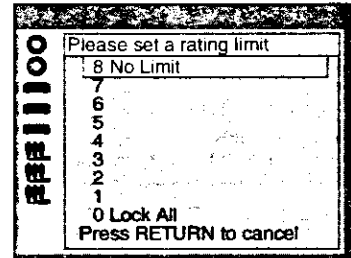 Please set a rating limit
8 No Limit
7
6
5
4
3
2
1
0 Lock All
Press RETURN to cancel